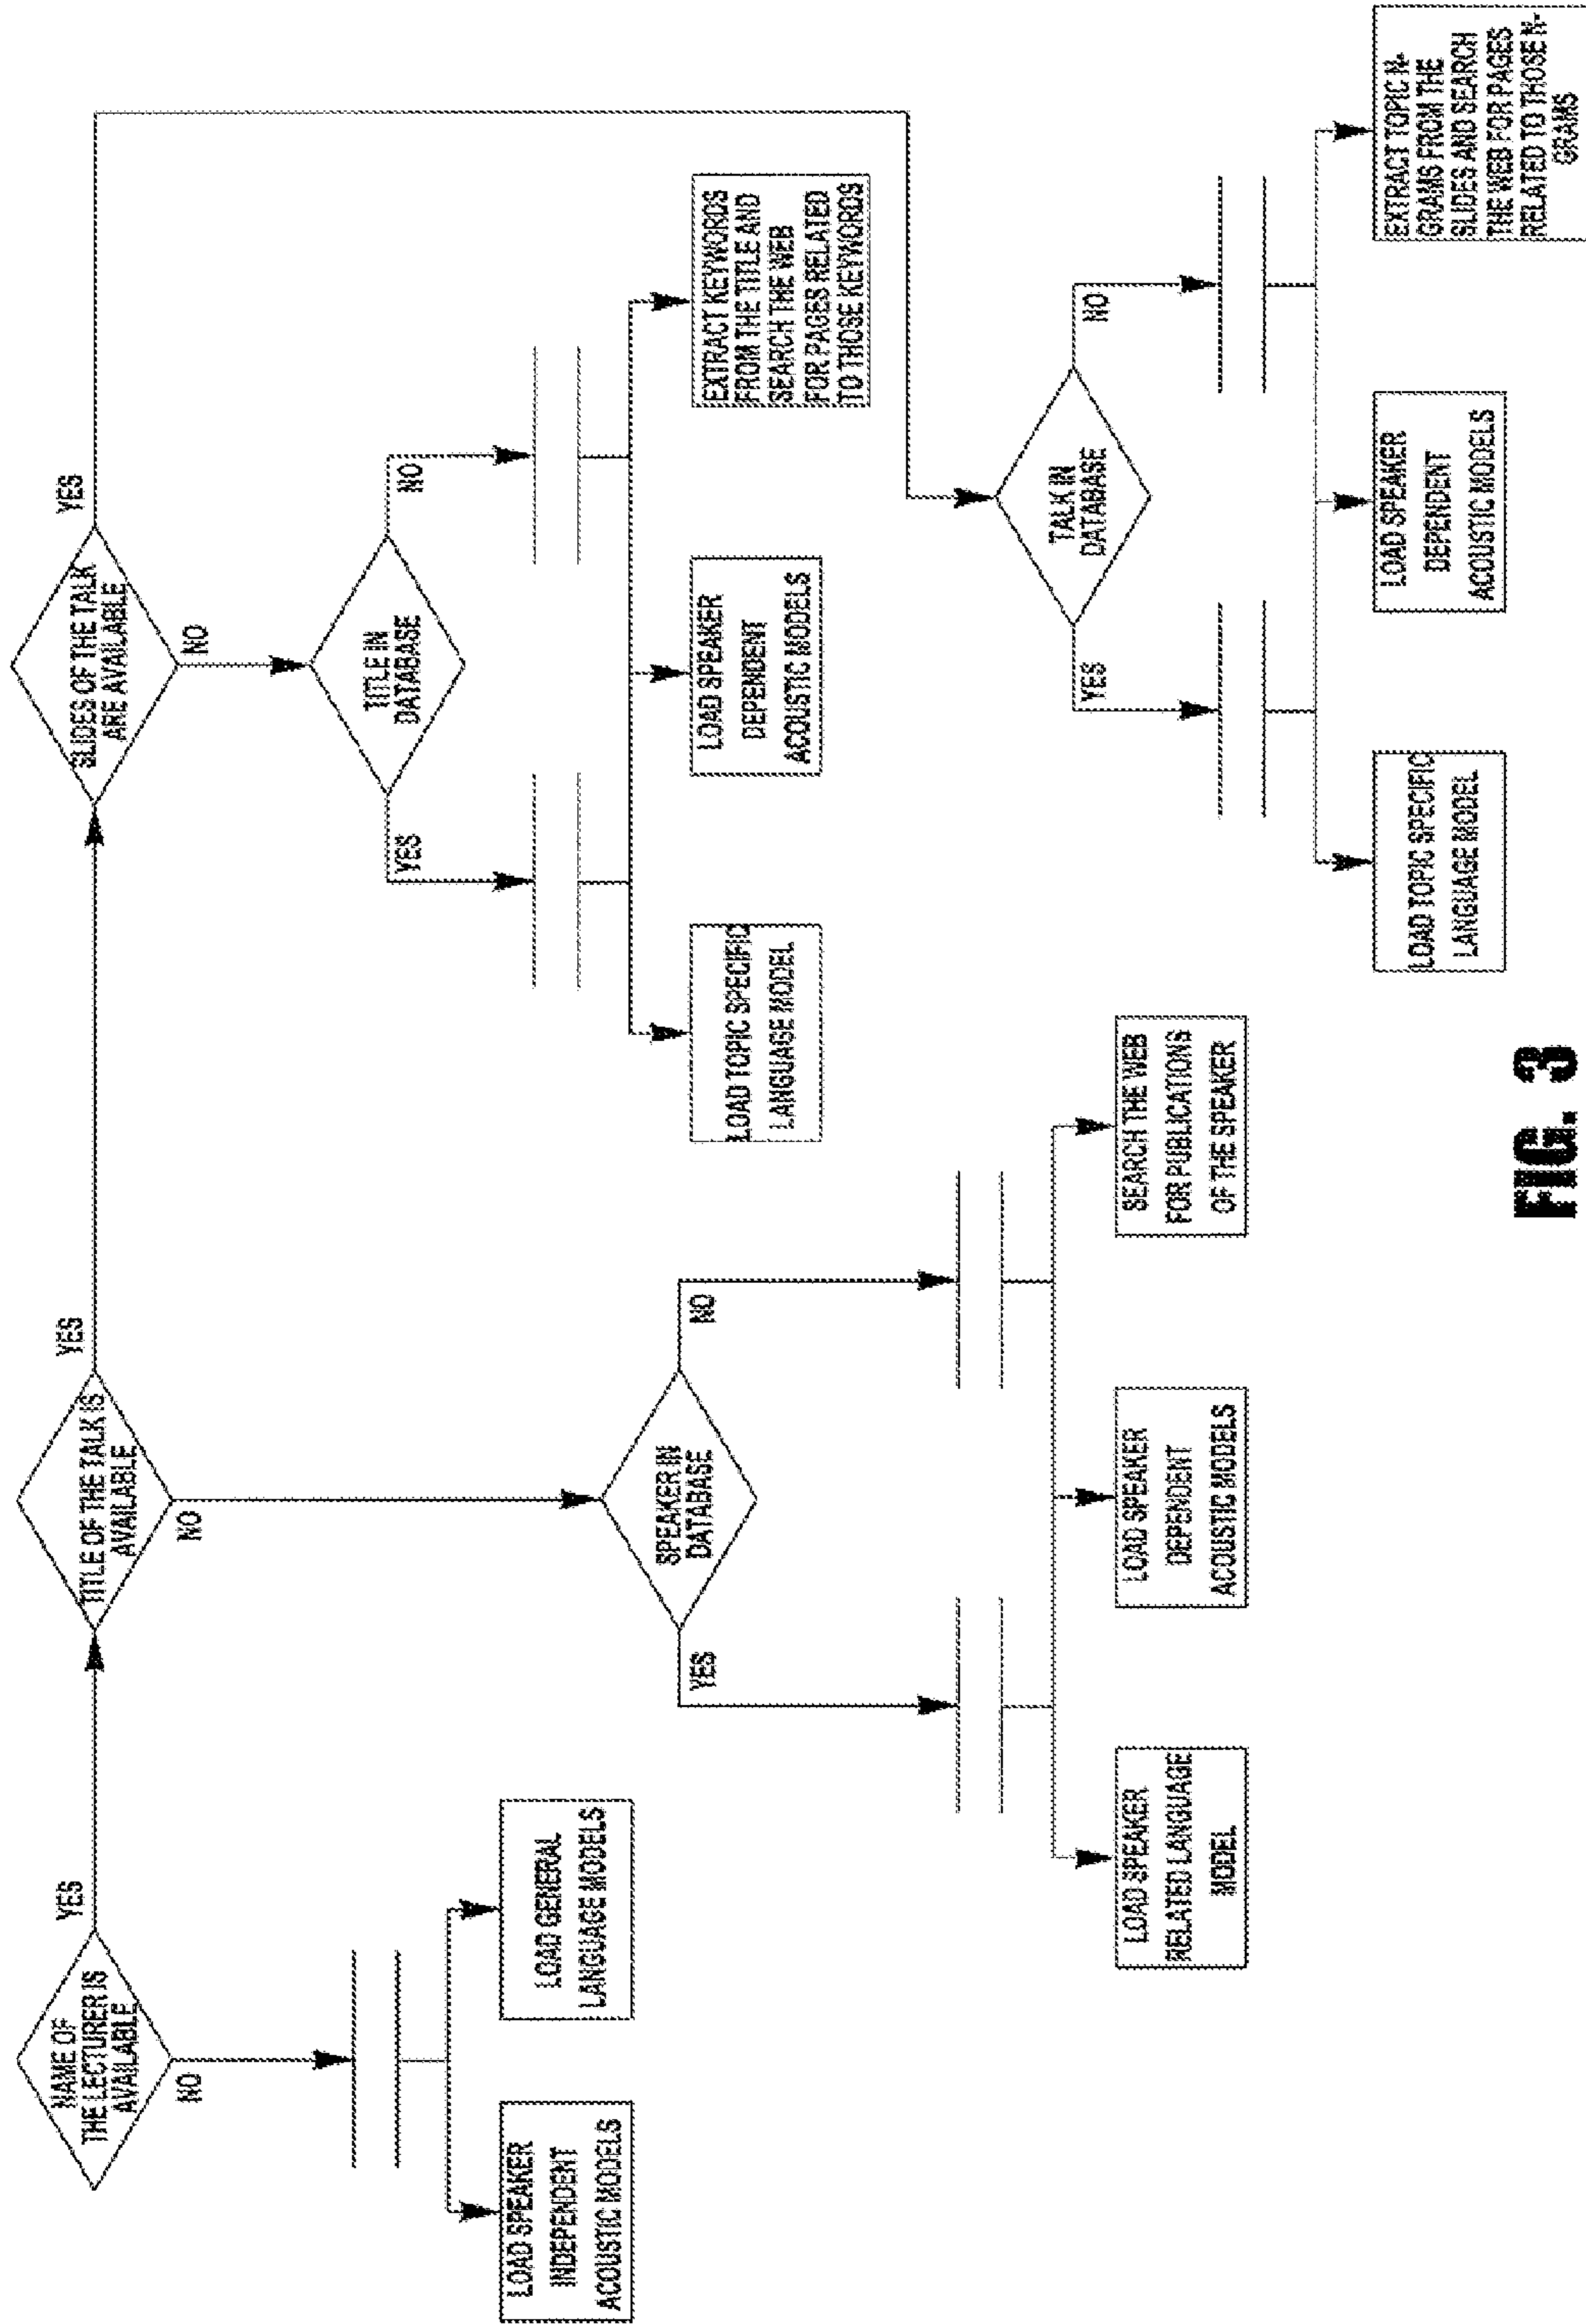 NAME OF
THE LECTURER IS
AVAILABLE
YES
NO
LOAD SPEAKER
INDEPENDENT
ACOUSTIC MODELS
LOAD GENERAL
LANGUAGE MODELS
TITLE OF THE TALK IS
AVAILABLE
YES
NO
SPEAKER IN
DATABASE
YES
NO
LOAD SPEAKER
RELATED LANGUAGE
MODEL
LOAD SPEAKER
DEPENDENT
ACOUSTIC MODELS
SEARCH THE WEB
FOR PUBLICATIONS
OF THE SPEAKER
SLIDES OF THE TALK
ARE AVAILABLE
YES
NO
TITLE IN
DATABASE
YES
NO
LOAD TOPIC SPECIFIC
LANGUAGE MODEL
LOAD SPEAKER
DEPENDENT
ACOUSTIC MODELS
EXTRACT KEYWORDS
FROM THE TITLE AND
SEARCH THE WEB
FOR PAGES RELATED
TO THOSE KEYWORDS
TALK IN
DATABASE
YES
NO
LOAD TOPIC SPECIFIC
LANGUAGE MODEL
LOAD SPEAKER
DEPENDENT
ACOUSTIC MODELS
EXTRACT TOPIC N-
GRAMS FROM THE
SLIDES AND SEARCH
THE WEB FOR PAGES
RELATED TO THOSE N-
GRAMS
FIG. 3